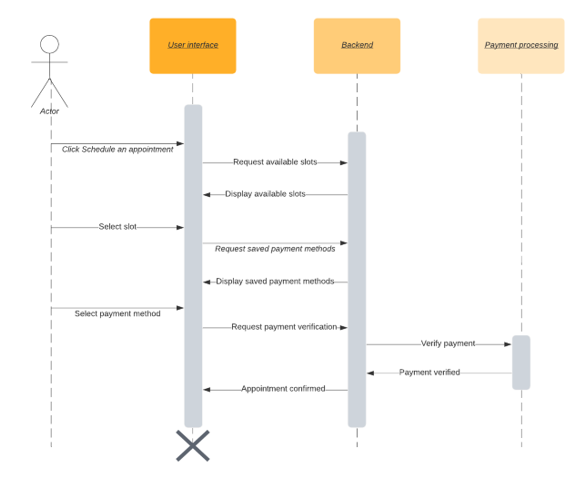 User interface
Backend
Payment processing
Actor
Click Schedule an appointment
Request available slots
Display available slots
Select slot
Request saved payment methods
Display saved payment methods
Select payment method
Request payment verification
Verify payment
Payment verified
Appointment confirmed